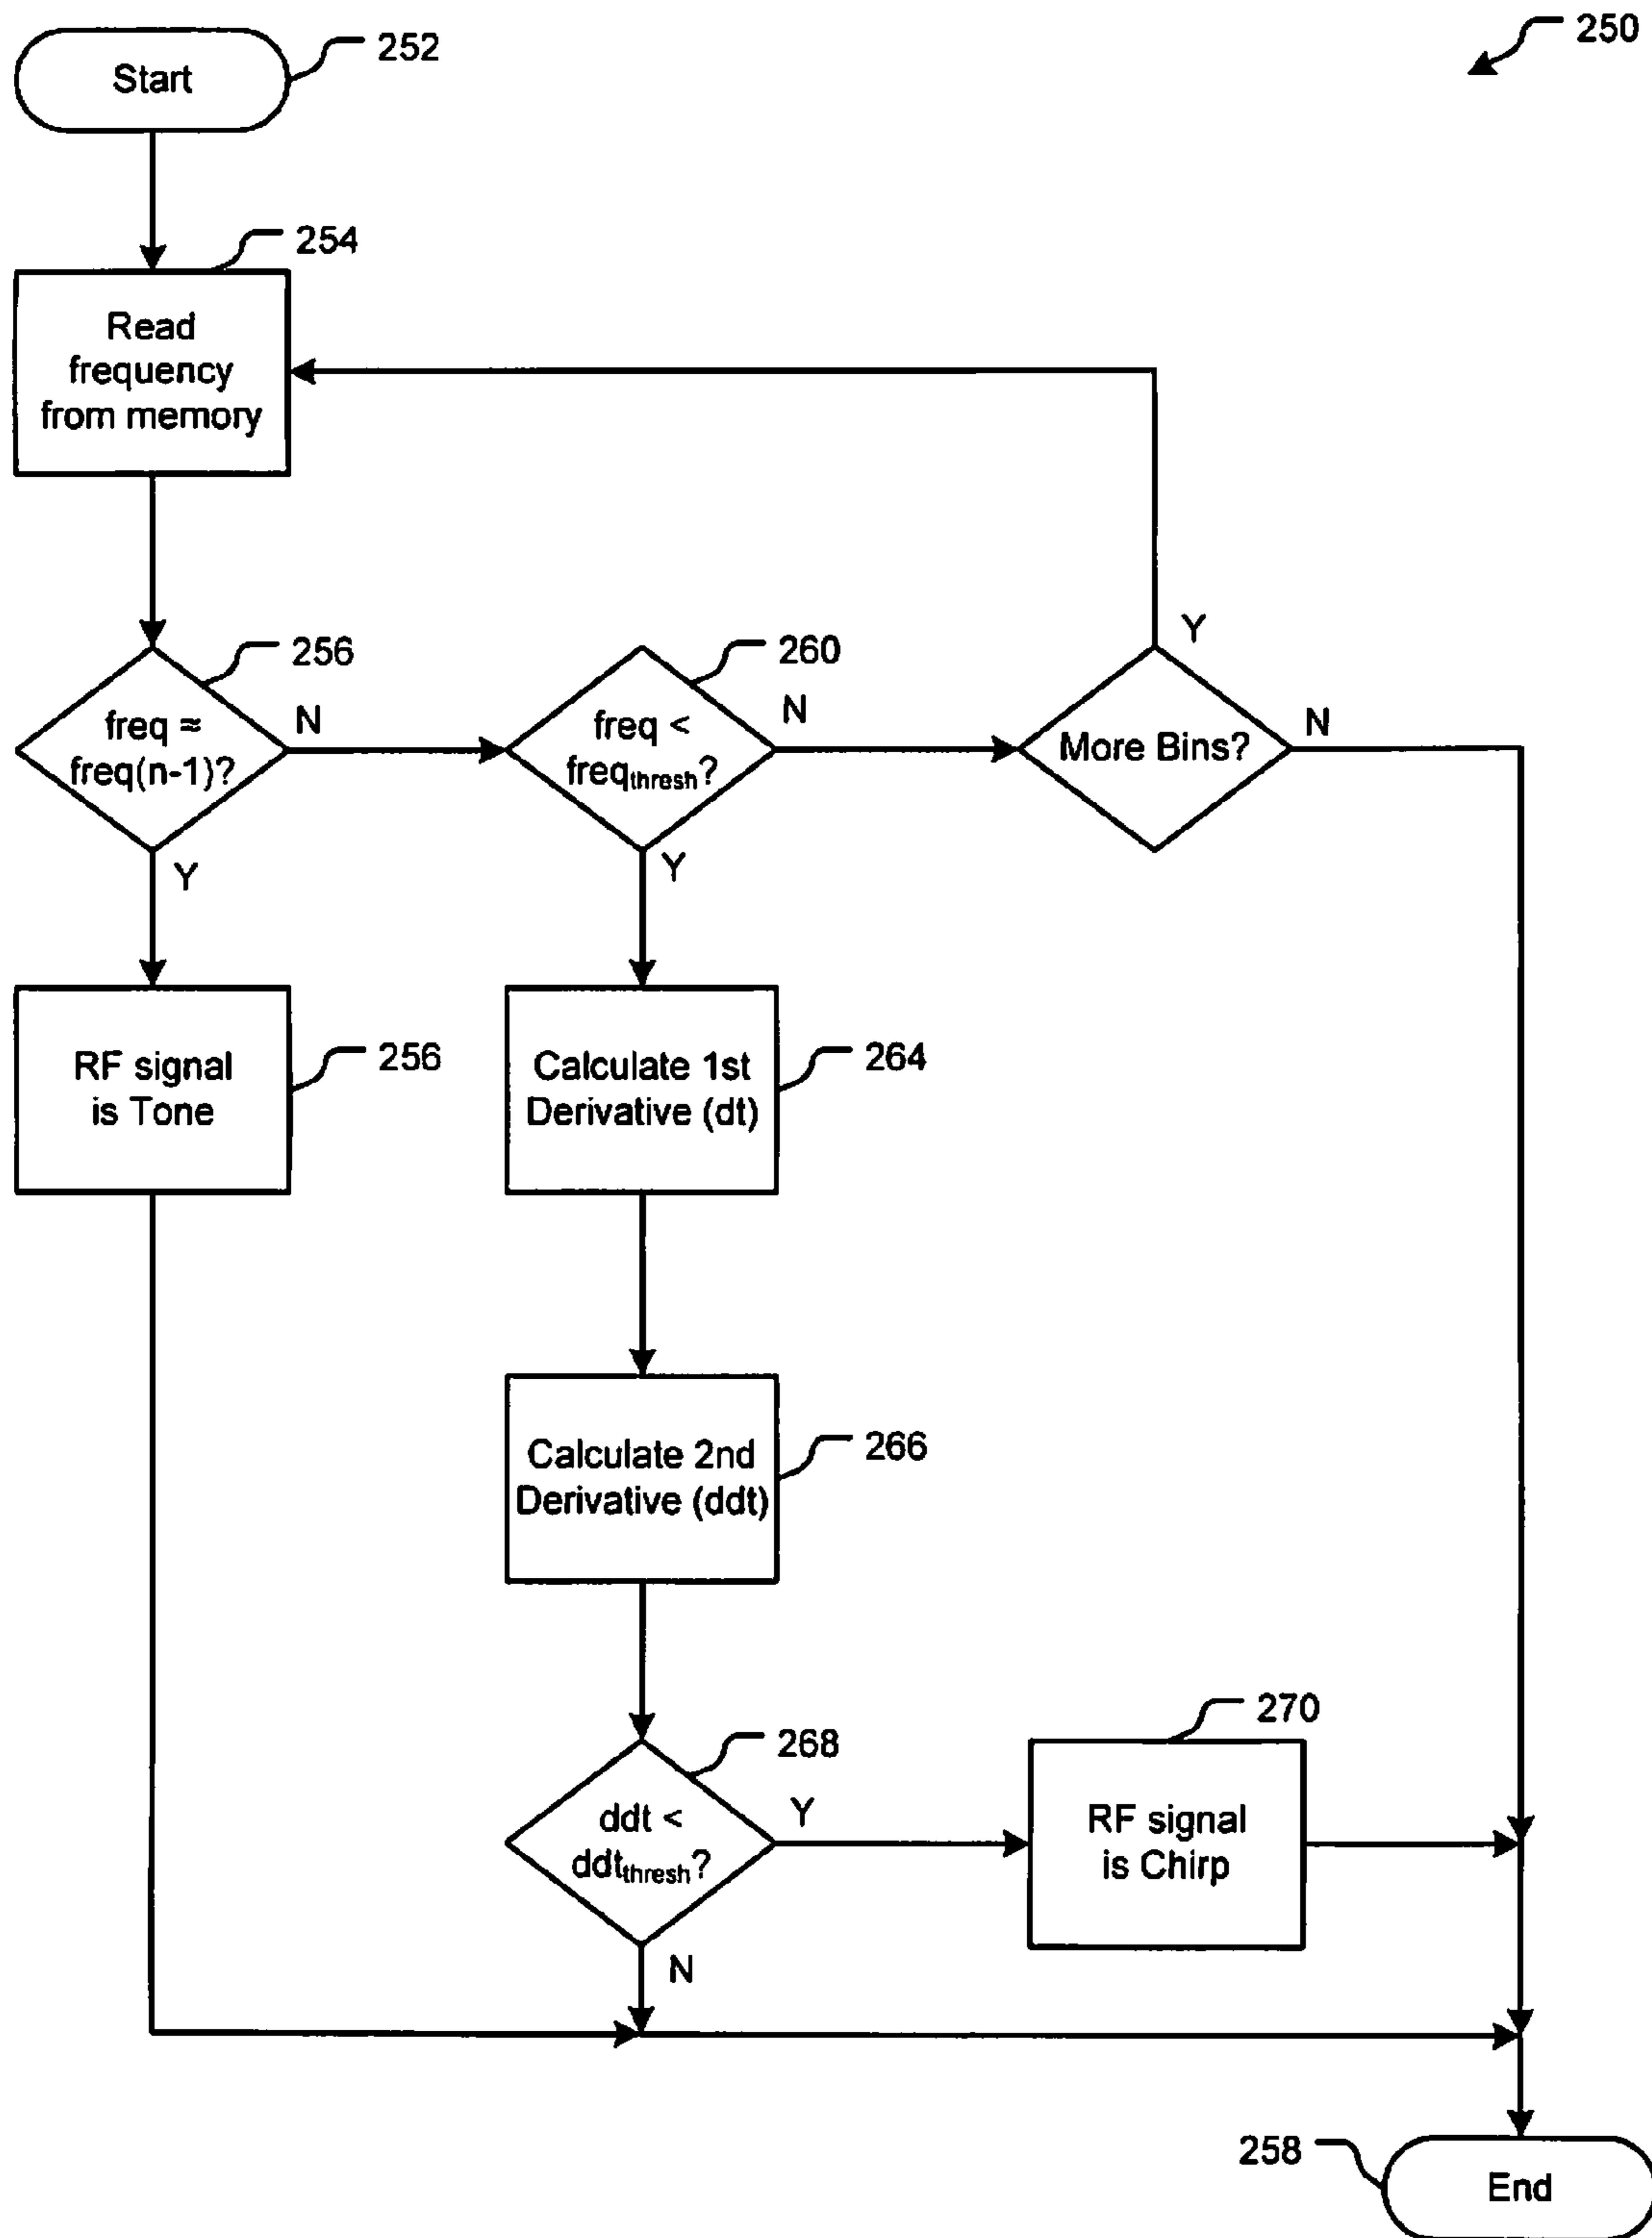 250
Start
252
254
Read
frequency
from memory
256
freq ≈
freq(n-1)?
N
Y
260
freq <
freqthresh?
N
Y
More Bins?
Y
N
RF signal
is Tone
256
Calculate 1st
Derivative (dt)
264
Calculate 2nd
Derivative (ddt)
266
268
ddt <
ddtthresh?
Y
N
270
RF signal
is Chirp
258
End